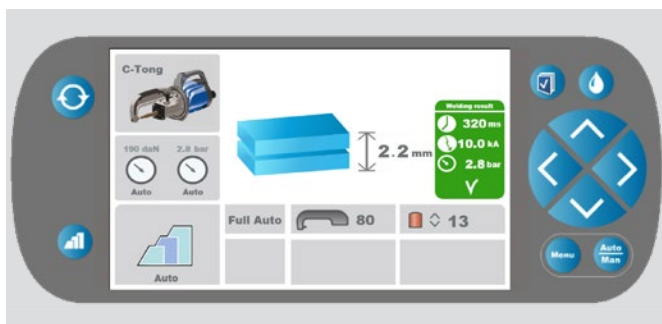 C-Tong
190 daN 2.8 bar
Auto Auto
Auto
2.2 mm
Welding result
320 ms
10.0 kA
2.8 bar
Full Auto 80 13
Menu
Auto
Man